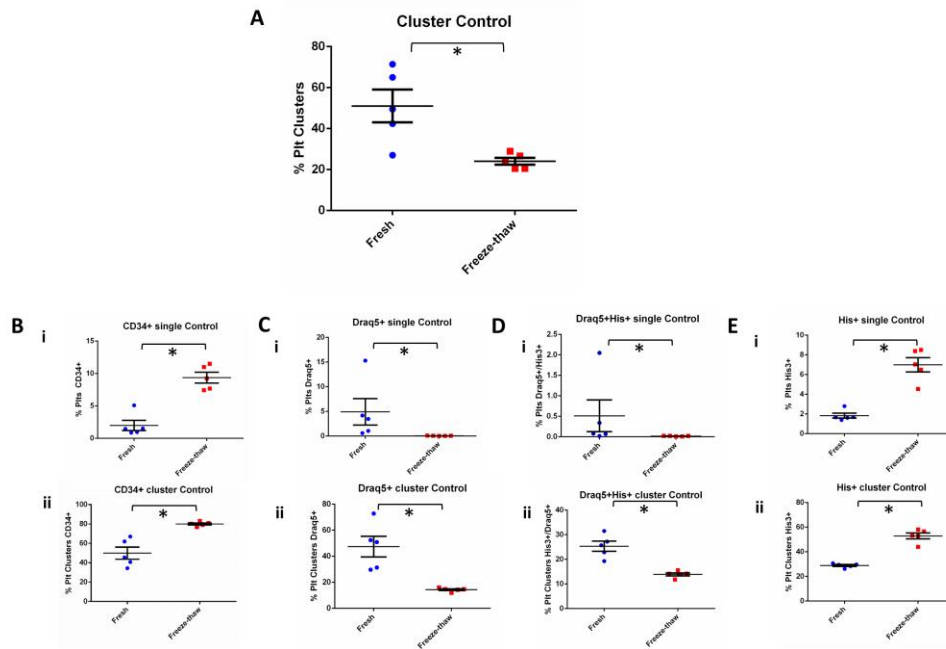 A
Cluster Control
*
% Plt Clusters
80
60
40
20
0
Fresh
Freeze-thaw
B
i
CD34+ single Control
*
% Plts CD34+
15
10
5
0
Fresh
Freeze-thaw
ii
CD34+ cluster Control
*
% Plt Clusters CD34+
100
80
60
40
20
0
Fresh
Freeze-thaw
C
i
Draq5+ single Control
*
% Plts Draq5+
20
15
10
5
0
Fresh
Freeze-thaw
ii
Draq5+ cluster Control
*
% Plt Clusters Draq5+
80
60
40
20
0
Fresh
Freeze-thaw
D
i
Draq5+His+ single Control
*
% Plts Draq5+/His3+
2.5
2.0
1.5
1.0
0.5
0.0
Fresh
Freeze-thaw
ii
Draq5+His+ cluster Control
*
% Plt Clusters His3+/Draq5+
40
30
20
10
0
Fresh
Freeze-thaw
E
i
His+ single Control
*
% Plts His3+
10
8
6
4
2
0
Fresh
Freeze-thaw
ii
His+ cluster Control
*
% Plt Clusters His3+
80
60
40
20
0
Fresh
Freeze-thaw